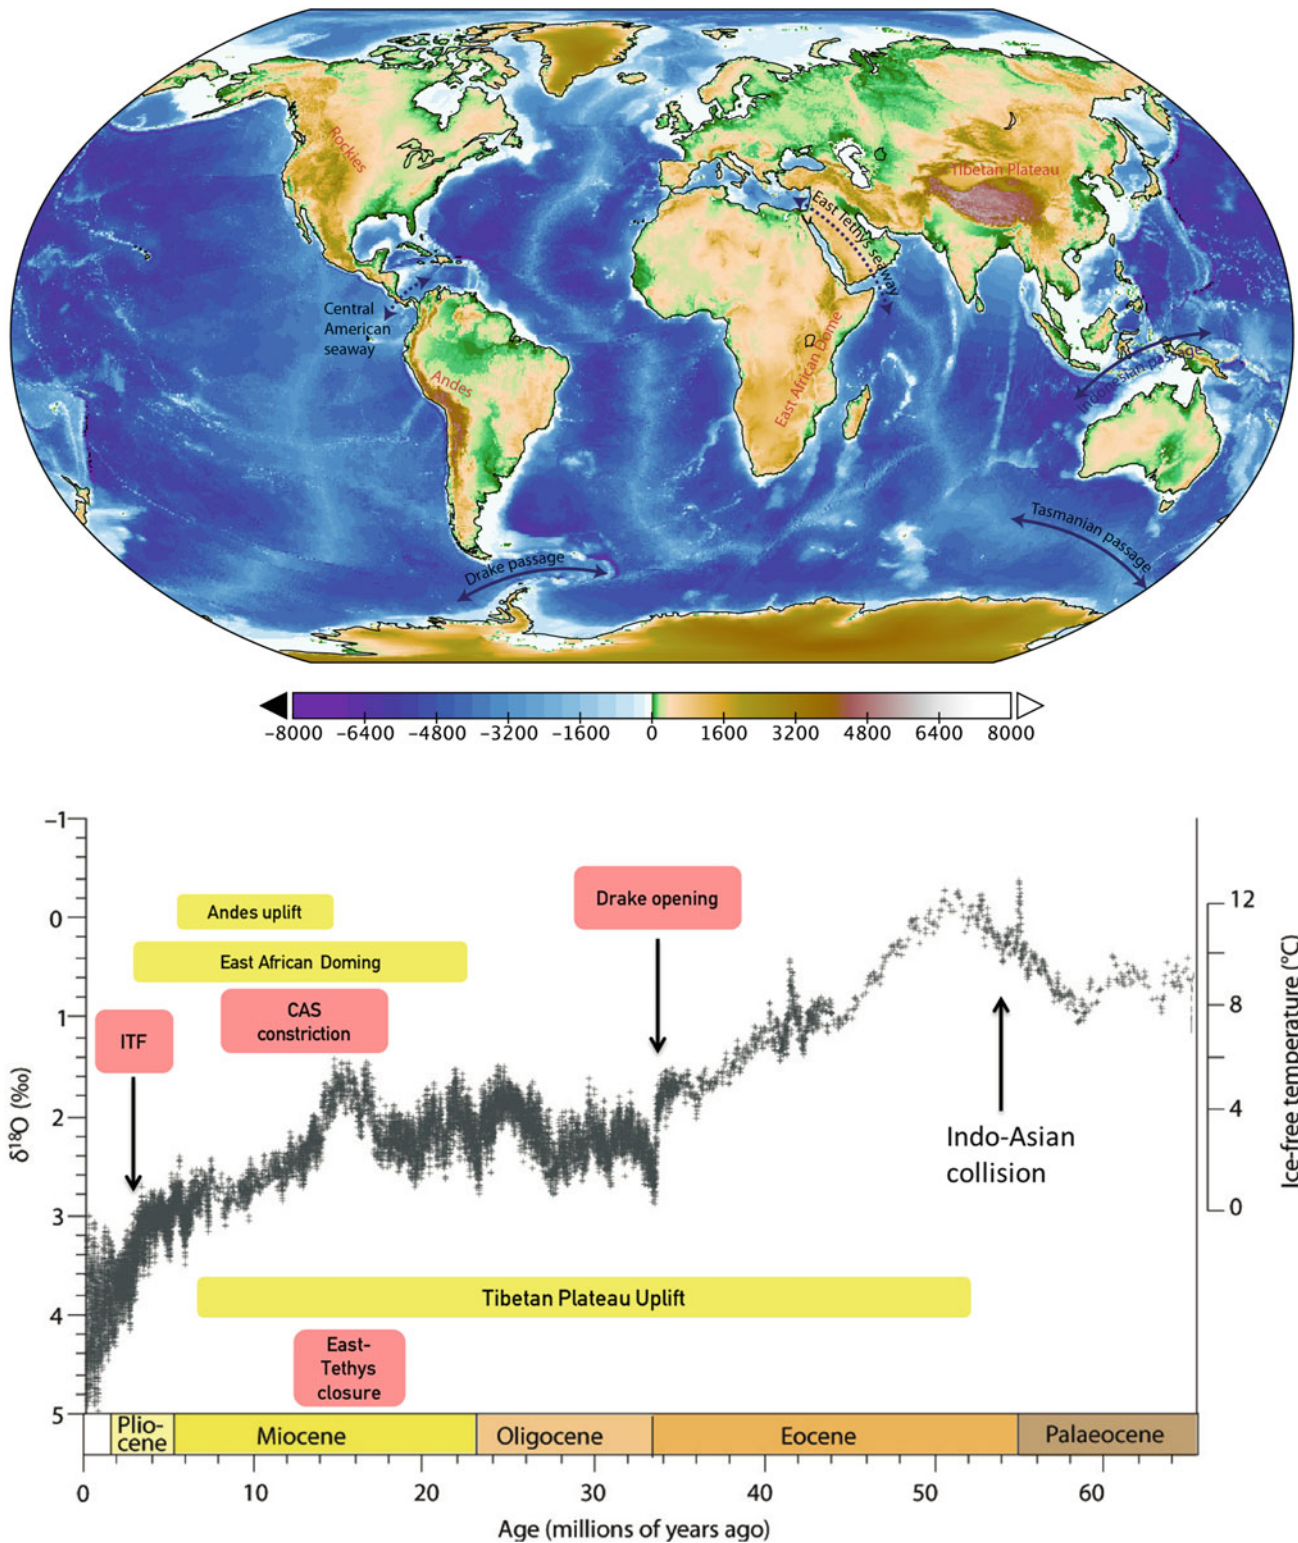 Rockies
Tibetan Plateau
East Tethys seaway
Central
American
seaway
Andes
East African Dome
Indonesian passage
Tasmanian passage
Drake passage
−8000 −6400 −4800 −3200 −1600 0 1600 3200 4800 6400 8000
−1
0
1
2
3
4
5
δ¹⁸O (‰)
Andes uplift
East African Doming
CAS
constriction
ITF
Drake opening
Indo-Asian
collision
12
8
4
0
Ice-free temperature (°C)
Tibetan Plateau Uplift
East-
Tethys
closure
Plio-
cene
Miocene
Oligocene
Eocene
Palaeocene
0 10 20 30 40 50 60
Age (millions of years ago)